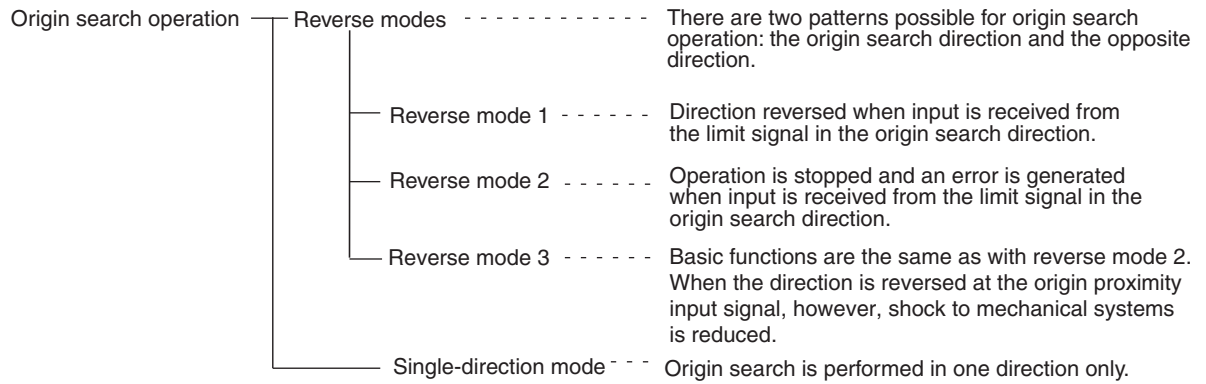 Origin search operation
Reverse modes
There are two patterns possible for origin search
operation: the origin search direction and the opposite
direction.
Reverse mode 1
Direction reversed when input is received from
the limit signal in the origin search direction.
Reverse mode 2
Operation is stopped and an error is generated
when input is received from the limit signal in the
origin search direction.
Reverse mode 3
Basic functions are the same as with reverse mode 2.
When the direction is reversed at the origin proximity
input signal, however, shock to mechanical systems
is reduced.
Single-direction mode
Origin search is performed in one direction only.